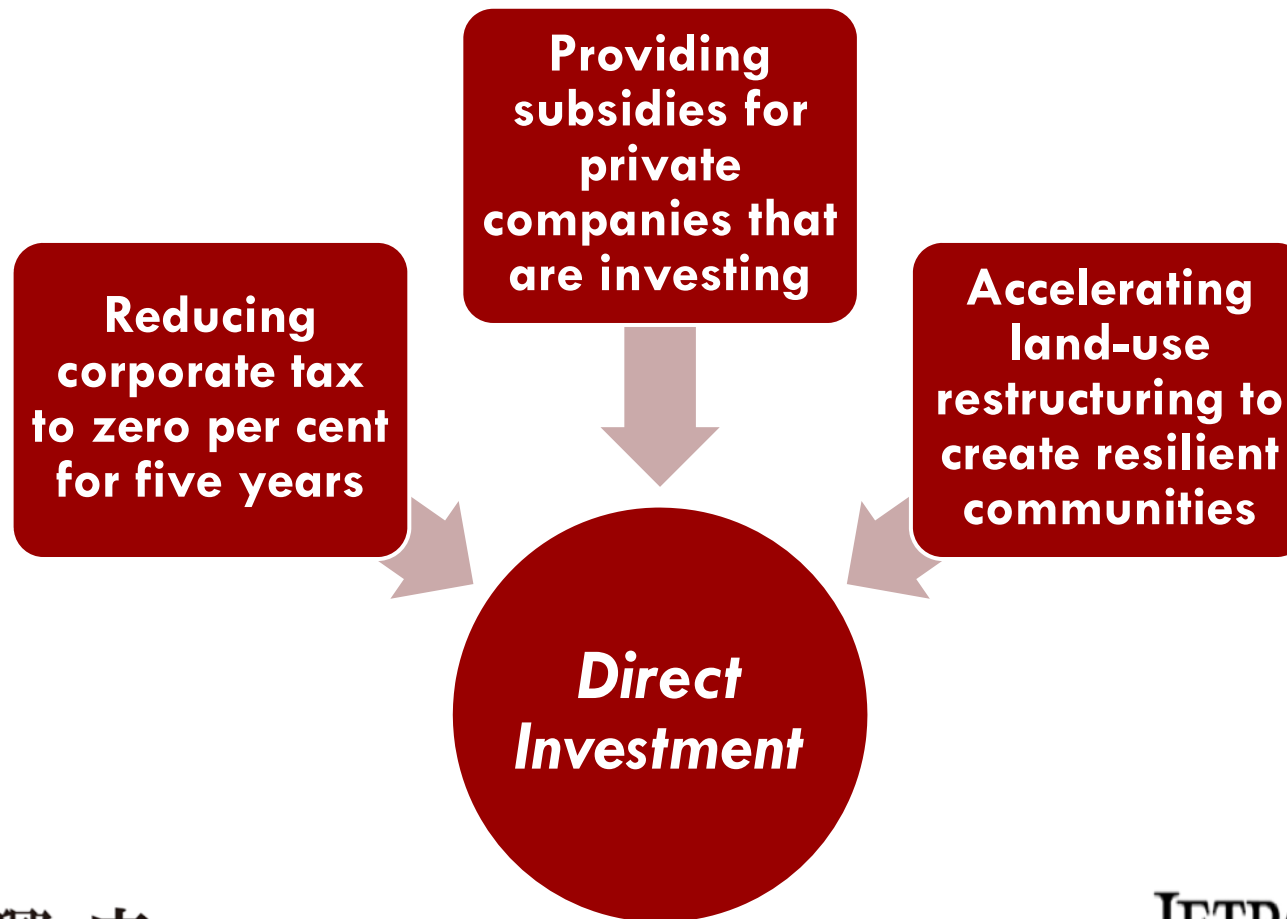 Providing
subsidies for
private
companies that
are investing
Reducing
corporate tax
to zero per cent
for five years
Accelerating
land-use
restructuring to
create resilient
communities
Direct
Investment